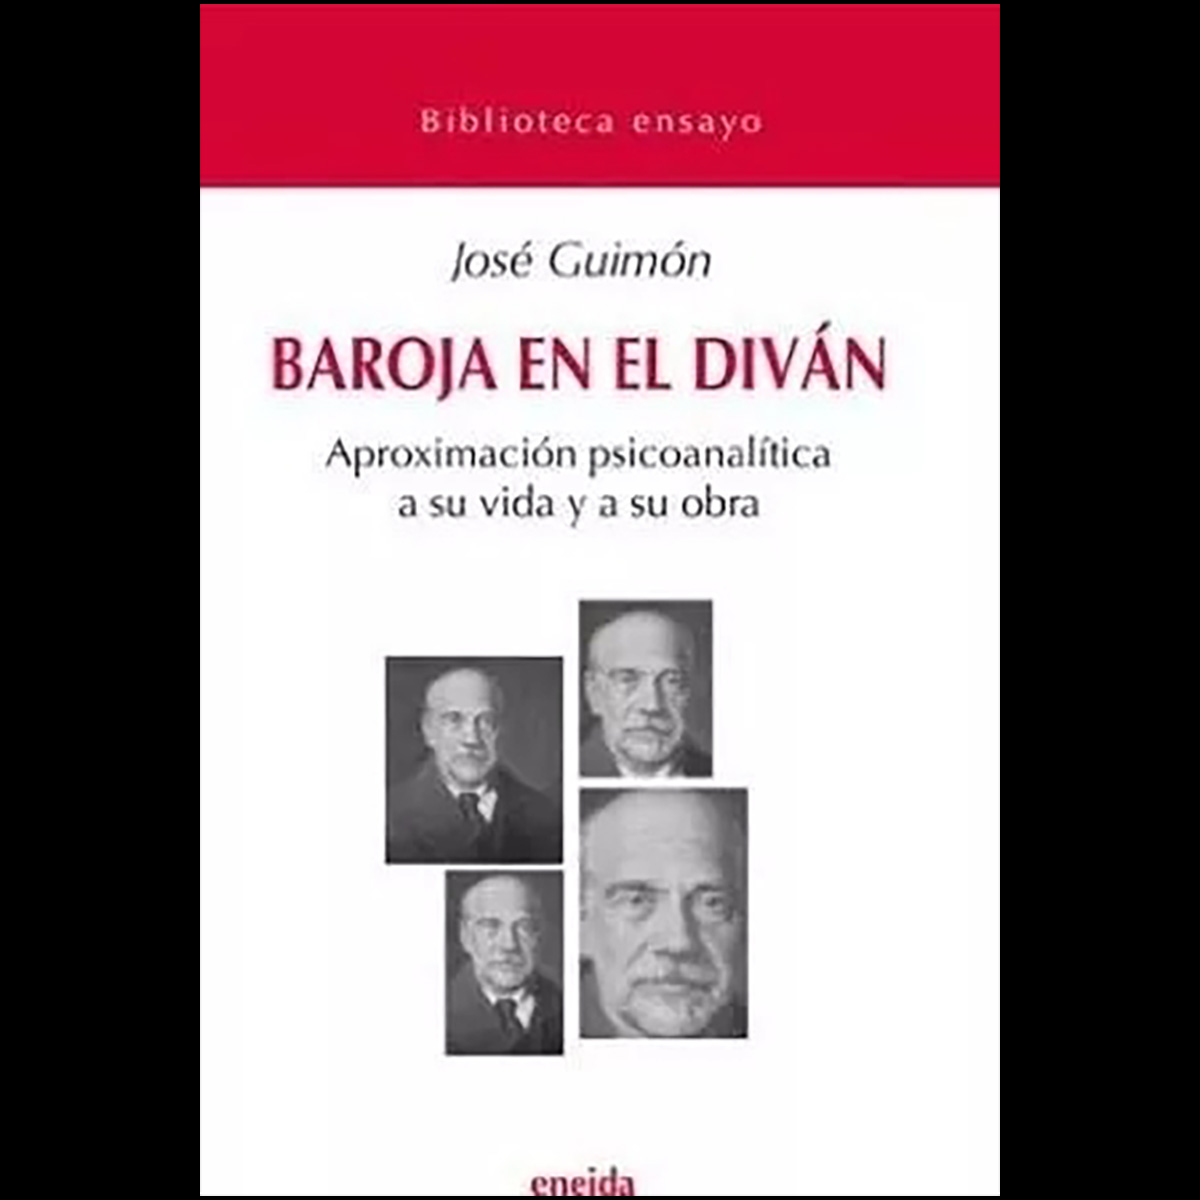 Biblioteca ensayo
José Guimón
BAROJA EN EL DIVÁN
Aproximación psicoanalítica
a su vida y a su obra
eneida